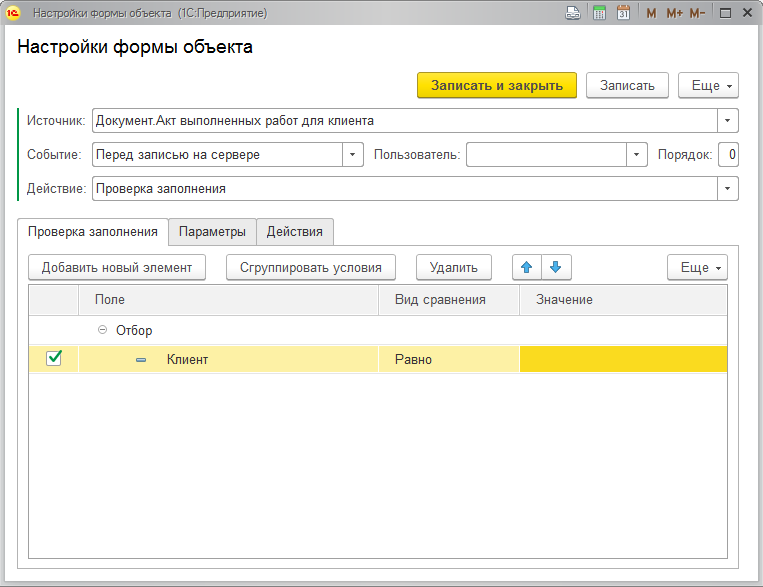 1С Настройки формы объекта (1С:Предприятие) 31 M M+ M-
Настройки формы объекта
Записать и закрыть Записать Еще
Источник: Документ.Акт выполненных работ для клиента
Событие: Перед записью на сервере Пользователь: Порядок: 0
Действие: Проверка заполнения
Проверка заполнения Параметры Действия
Добавить новый элемент Сгруппировать условия Удалить Еще
Поле Вид сравнения Значение
Отбор
Клиент Равно